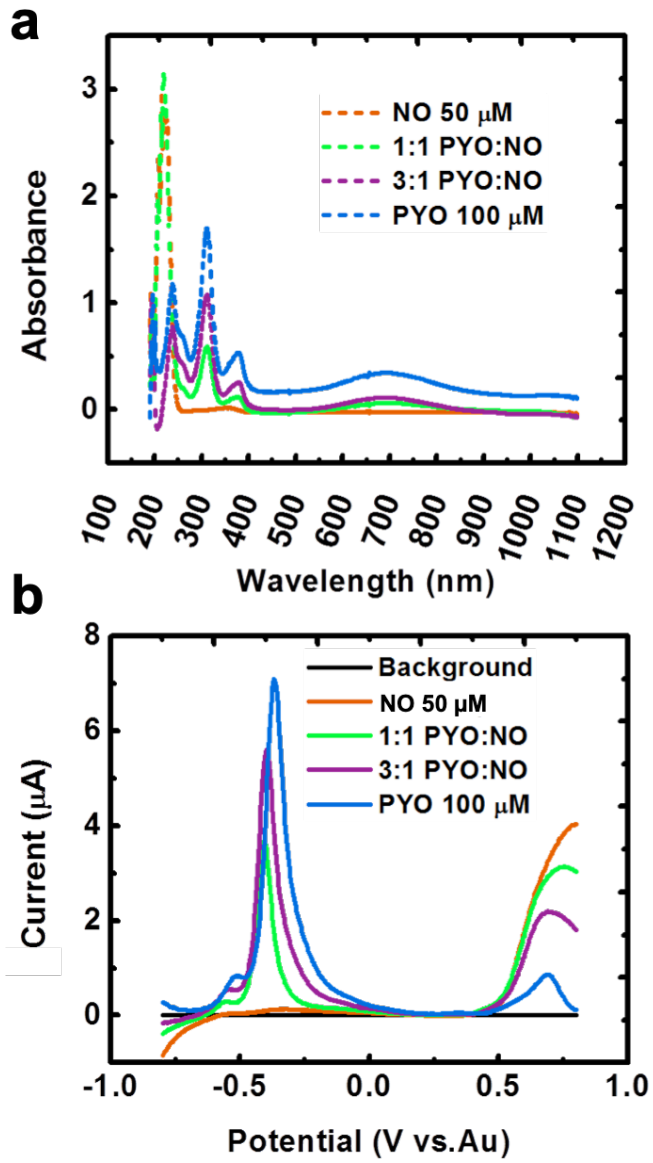 a
3
2
1
0
Absorbance
NO 50 μM
1:1 PYO:NO
3:1 PYO:NO
PYO 100 μM
100 200 300 400 500 600 700 800 900 1000 1100 1200
Wavelength (nm)
b
8
6
4
2
0
Current (μA)
Background
NO 50 μM
1:1 PYO:NO
3:1 PYO:NO
PYO 100 μM
-1.0 -0.5 0.0 0.5 1.0
Potential (V vs.Au)